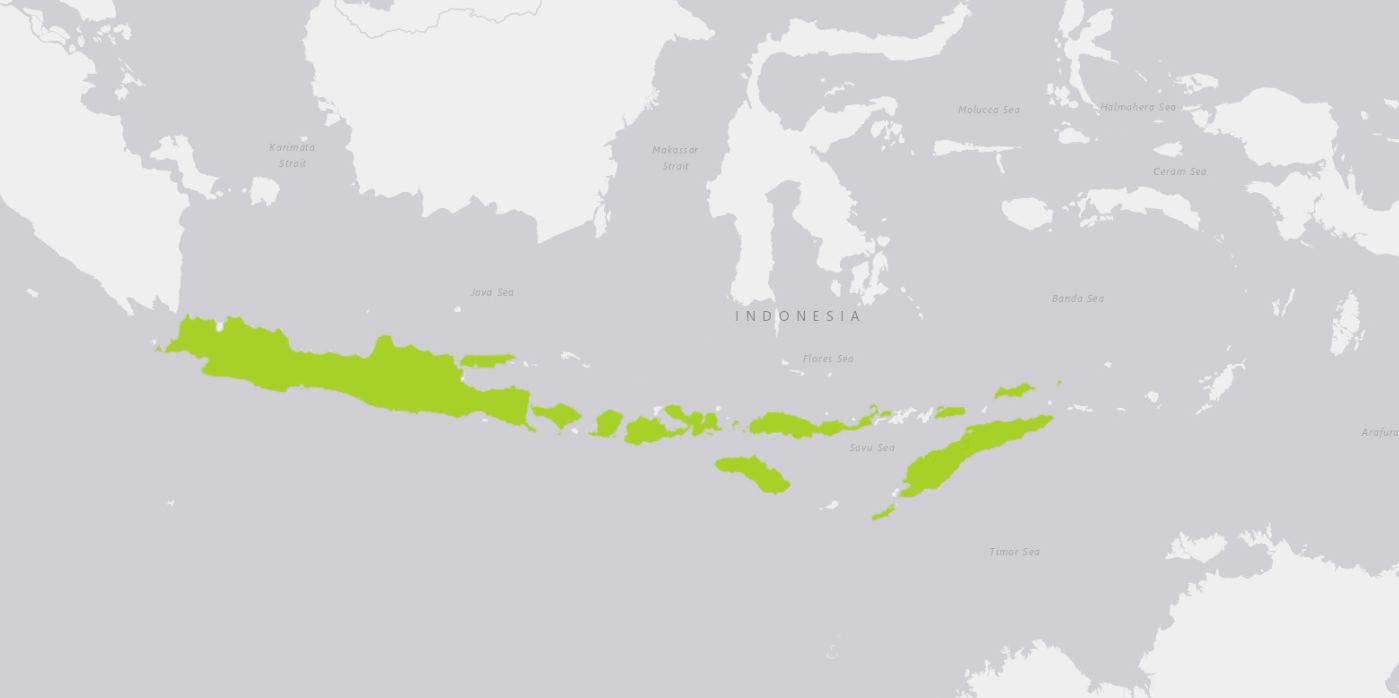 Karimata
Strait
Makassar
Strait
Molucca Sea
Halmahera Sea
Ceram Sea
Java Sea
Banda Sea
INDONESIA
Flores Sea
Savu Sea
Arafura
Timor Sea